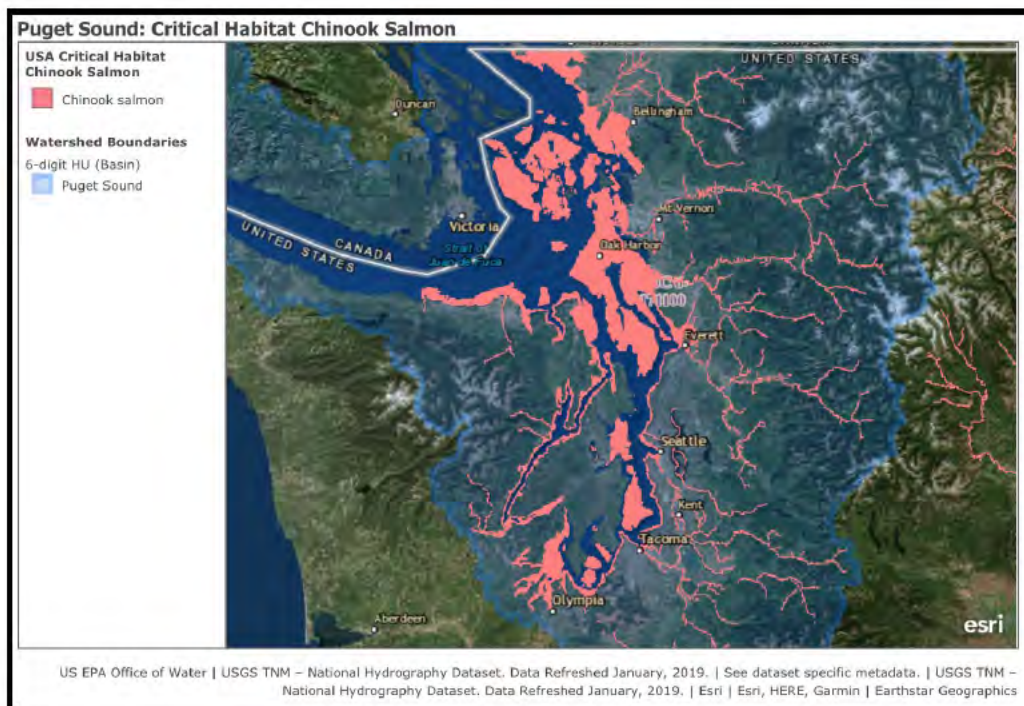 Puget Sound: Critical Habitat Chinook Salmon
USA Critical Habitat
Chinook Salmon
Chinook salmon
Watershed Boundaries
6-digit HU (Basin)
Puget Sound
UNITED STATES
Duncan
Bellingham
Victoria
Mt Vernon
CANADA
UNITED STATES
Strait of
Juan de Fuca
Oak Harbor
Everett
Seattle
Kent
Tacoma
Olympia
Aberdeen
esri
US EPA Office of Water | USGS TNM – National Hydrography Dataset. Data Refreshed January, 2019. | See dataset specific metadata. | USGS TNM –
National Hydrography Dataset. Data Refreshed January, 2019. | Esri | Esri, HERE, Garmin | Earthstar Geographics